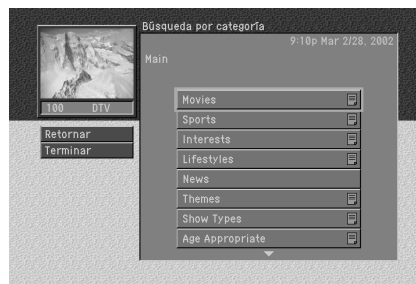 Búsqueda por categoría
9:10p Mar 2/28, 2002
Main
100 DTV
Retornar
Terminar
Movies
Sports
Interests
Lifestyles
News
Themes
Show Types
Age Appropriate